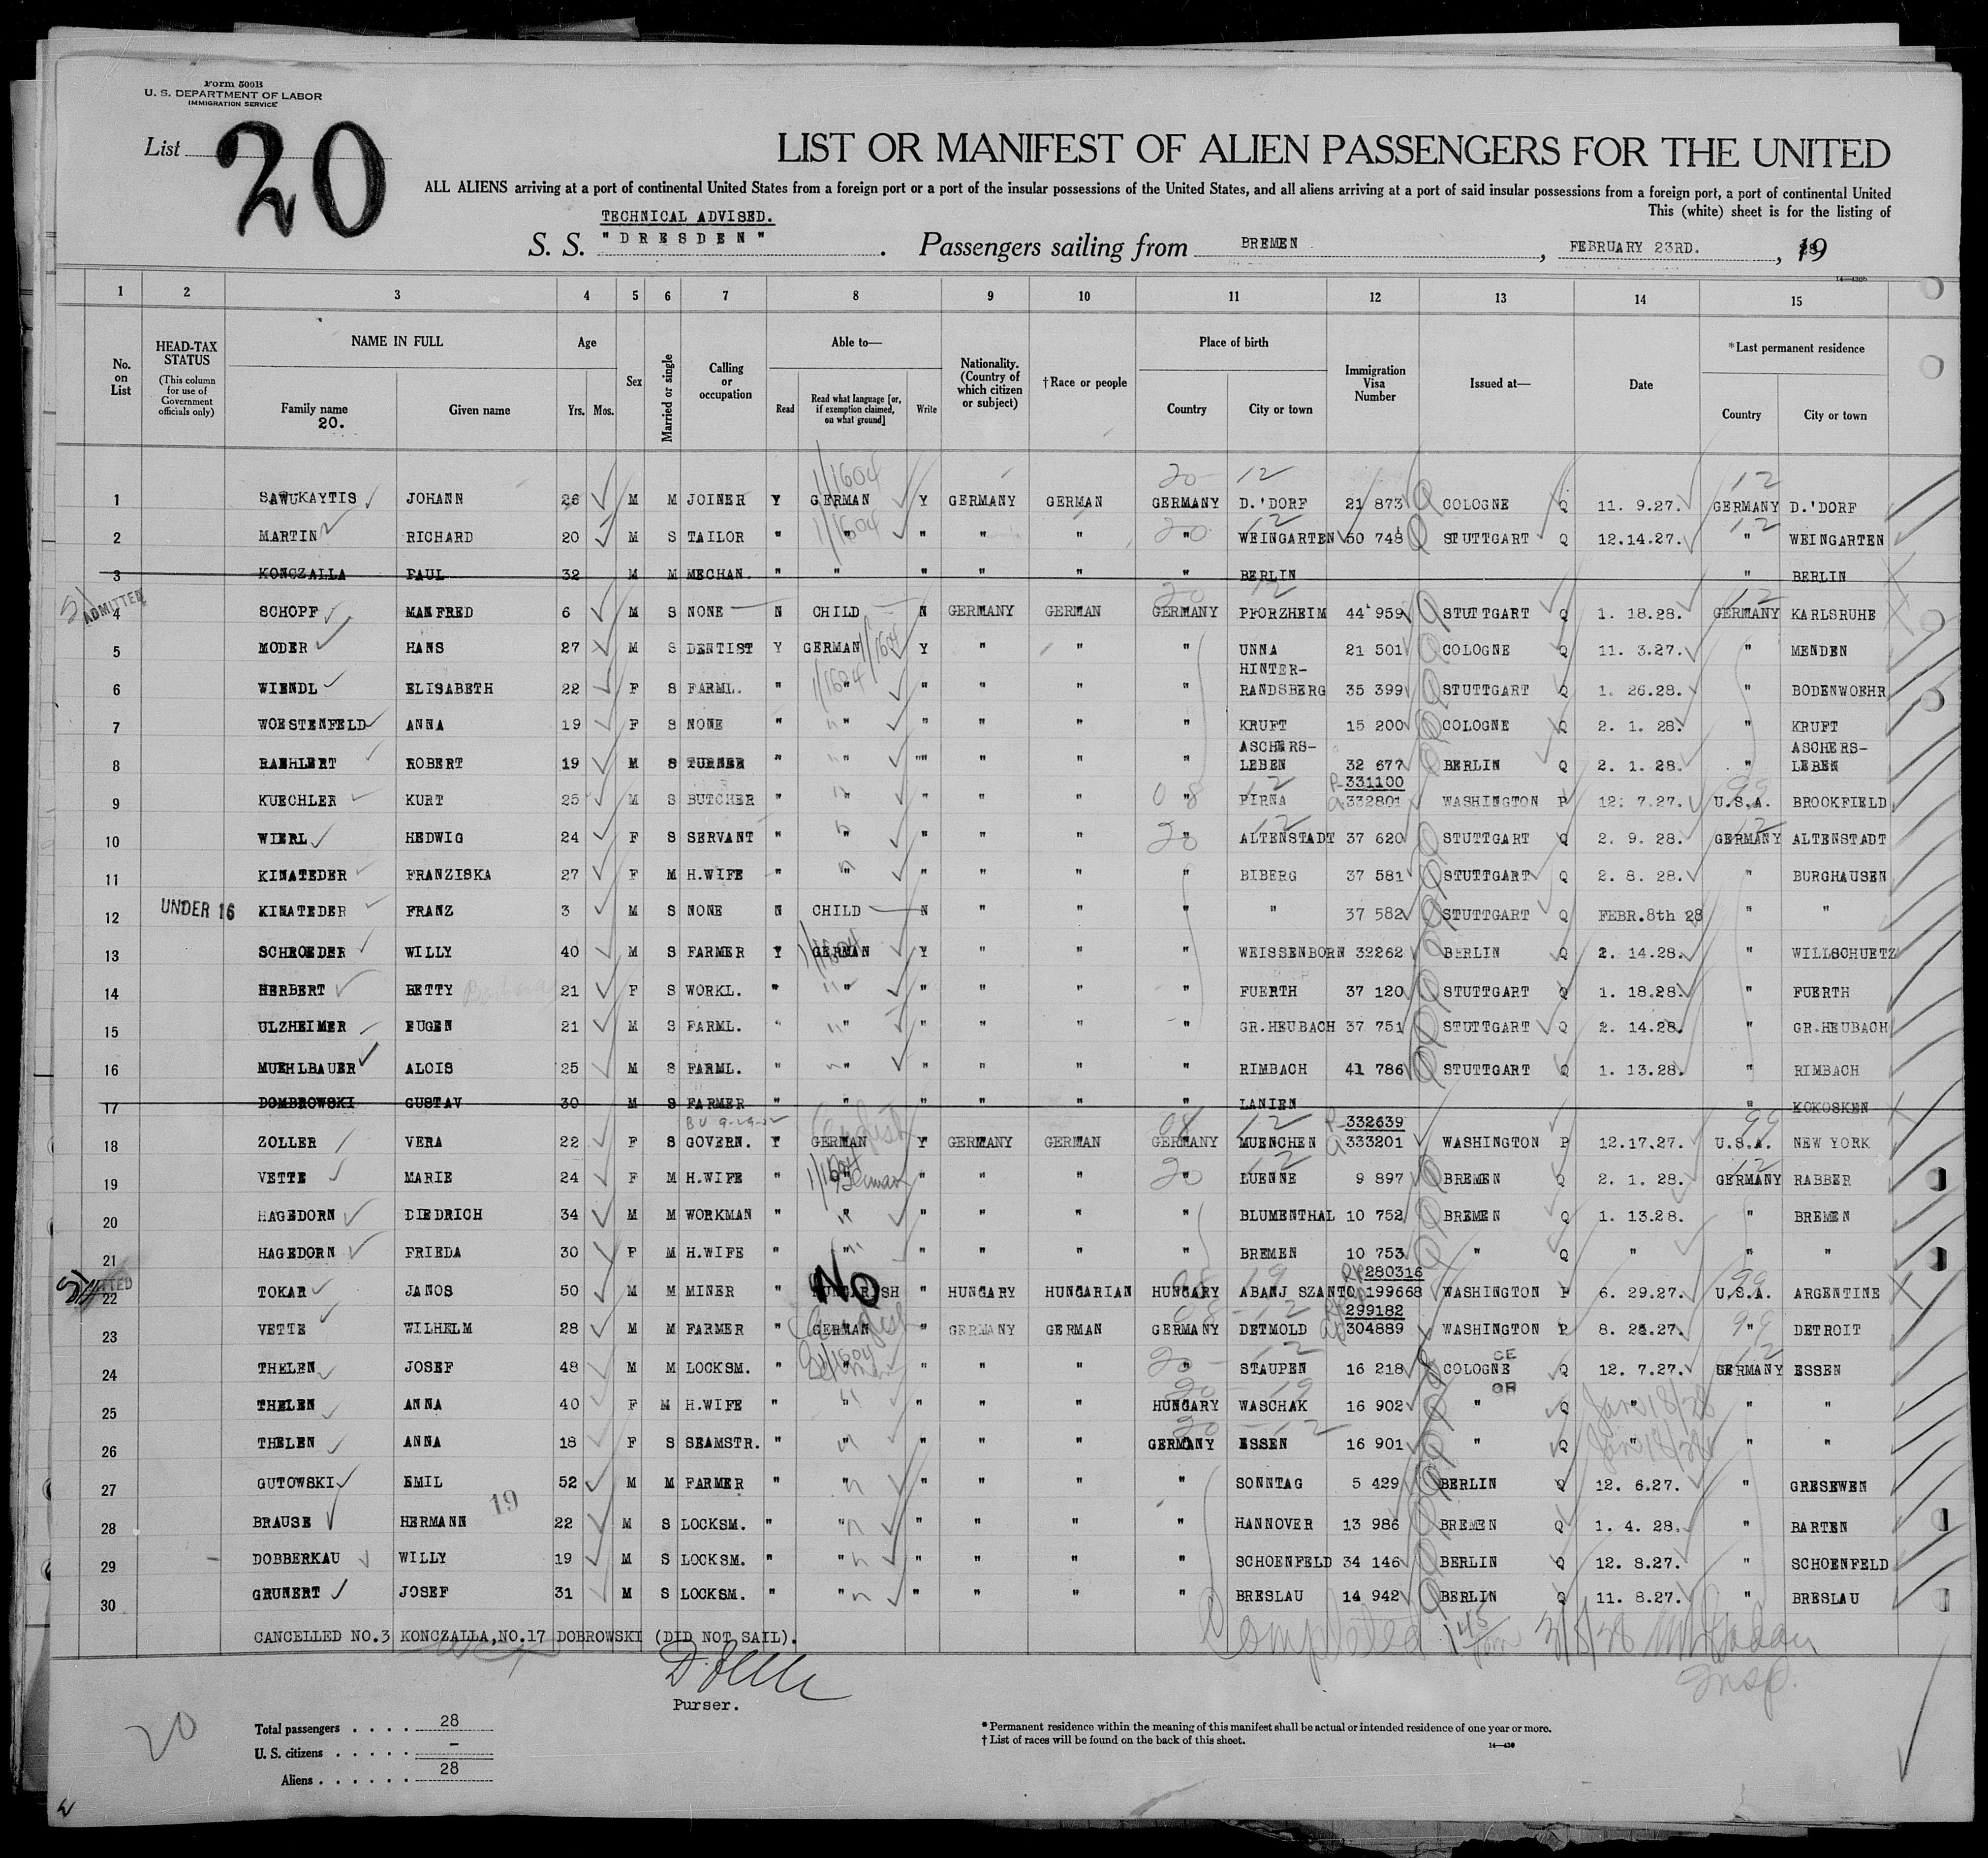 Form 500B
U. S. DEPARTMENT OF LABOR
IMMIGRATION SERVICE
List 20
LIST OR MANIFEST OF ALIEN PASSENGERS FOR THE UNITED
ALL ALIENS arriving at a port of continental United States from a foreign port or a port of the insular possessions of the United States, and all aliens arriving at a port of said insular possessions from a foreign port, a port of continental United
This (white) sheet is for the listing of
TECHNICAL ADVISED.
S. S. "DRESDEN". Passengers sailing from BREMEN, FEBRUARY 23RD., 1928
14—430b
1 2 3 4 5 6 7 8 9 10 11 12 13 14 15
No. on List
HEAD-TAX STATUS (This column for use of Government officials only)
NAME IN FULL
Family name 20.
Given name
Age
Yrs. Mos.
Sex
Married or single
Calling or occupation
Able to—
Read
Read what language [or, if exemption claimed, on what ground]
Write
Nationality. (Country of which citizen or subject)
†Race or people
Place of birth
Country
City or town
Immigration Visa Number
Issued at—
Date
*Last permanent residence
Country
City or town
1 SAWUKAYTIS JOHANN 26 M M JOINER Y GERMAN Y GERMANY GERMAN GERMANY D.'DORF 21 873 COLOGNE Q 11. 9.27. GERMANY D.'DORF
2 MARTIN RICHARD 20 M S TAILOR " " " " " " WEINGARTEN 50 748 STUTTGART Q 12.14.27. " WEINGARTEN
3 KONCZALLA PAUL 32 M M MECHAN. " " " " " " BERLIN " BERLIN
ADMITTED
4 SCHOPF MANFRED 6 M S NONE N CHILD N GERMANY GERMAN GERMANY PFORZHEIM 44 959 STUTTGART Q 1. 18.28. GERMANY KARLSRUHE
5 MODER HANS 27 M S DENTIST Y GERMAN Y " " " UNNA 21 501 COLOGNE Q 11. 3.27. " MENDEN
6 WIENDL ELISABETH 22 F S FARML. " " " " " " HINTER-RANDSBERG 35 399 STUTTGART Q 1. 26.28. " BODENWOEHR
7 WOESTENFELD ANNA 19 F S NONE " " " " " " KRUFT 15 200 COLOGNE Q 2. 1. 28. " KRUFT
8 RAEHLERT ROBERT 19 M S TURNER " " "" " " " ASCHERS-LEBEN 32 677 BERLIN Q 2. 1. 28. " ASCHERS-LEBEN
9 KUECHLER KURT 25 M S BUTCHER " " " " " " PIRNA P-331100 332801 WASHINGTON P 12. 7.27. U.S.A. BROOKFIELD
10 WIERL HEDWIG 24 F S SERVANT " " " " " " ALTENSTADT 37 620 STUTTGART Q 2. 9. 28. GERMANY ALTENSTADT
11 KINATEDER FRANZISKA 27 F M H.WIFE " " " " " " BIBERG 37 581 STUTTGART Q 2. 8. 28. " BURGHAUSEN
12 UNDER 16 KINATEDER FRANZ 3 M S NONE N CHILD N " " " " 37 582 STUTTGART Q FEBR.8th 28 " "
13 SCHROEDER WILLY 40 M S FARMER Y GERMAN Y " " " WEISSENBORN 32262 BERLIN Q 2. 14.28. " WILLSCHUETZ
14 HERBERT BETTY 21 F S WORKL. " " " " " " FUERTH 37 120 STUTTGART Q 1. 18.28. " FUERTH
15 ULZHEIMER EUGEN 21 M S FARML. " " " " " " GR.HEUBACH 37 751 STUTTGART Q 2. 14.28. " GR.HEUBACH
16 MUEHLBAUER ALOIS 25 M S FARML. " " " " " " RIMBACH 41 786 STUTTGART Q 1. 13.28. " RIMBACH
17 DOMBROWSKI GUSTAV 30 M S FARMER " " " " " " LANIEN " KOKOSKEN
18 ZOLLER VERA 22 F S GOVERN. Y GERMAN English Y GERMANY GERMAN GERMANY MUENCHEN P-332639 333201 WASHINGTON P 12.17.27. U.S.A. NEW YORK
19 VETTE MARIE 24 F M H.WIFE " " German " " " " LUENNE 9 897 BREMEN Q 2. 1. 28. GERMANY RABBER
20 HAGEDORN DIEDRICH 34 M M WORKMAN " " " " " " BLUMENTHAL 10 752 BREMEN Q 1. 13.28. " BREMEN
21 HAGEDORN FRIEDA 30 F M H.WIFE " " " " " " BREMEN 10 753 " Q " " "
22 TOKAR JANOS 50 M M MINER " NO " HUNGARY HUNGARIAN HUNGARY ABANJ SZANTO RP280316 199668 WASHINGTON P 6. 29.27. U.S.A. ARGENTINE
23 VETTE WILHELM 28 M M FARMER " GERMAN English " GERMANY GERMAN GERMANY DETMOLD 299182 304889 WASHINGTON P 8. 25.27. " DETROIT
24 THELEN JOSEF 48 M M LOCKSM. " " German " " " " STAUPEN 16 218 COLOGNE Q 12. 7.27. GERMANY ESSEN
25 THELEN ANNA 40 F M H.WIFE " " " " " HUNGARY WASCHAK 16 902 " Q " Jan 18/28 " "
26 THELEN ANNA 18 F S SEAMSTR. " " " " " GERMANY ESSEN 16 901 " Q " Jan 18/28 " "
27 GUTOWSKI EMIL 52 M M FARMER " " " " " " SONNTAG 5 429 BERLIN Q 12. 6.27. " GRESEWEN
28 BRAUSE HERMANN 19 22 M S LOCKSM. " " " " " " HANNOVER 13 986 BREMEN Q 1. 4. 28. " BARTEN
29 DOBBERKAU WILLY 19 M S LOCKSM. " " " " " " SCHOENFELD 34 146 BERLIN Q 12. 8.27. " SCHOENFELD
30 GRUNERT JOSEF 31 M S LOCKSM. " " " " " " BRESLAU 14 942 BERLIN Q 11. 8.27. " BRESLAU
CANCELLED NO.3 KONCZALLA, NO.17 DOBROWSKI (DID NOT SAIL).
Completed 3/5/28
Insp.
Purser.
20
Total passengers . . . . 28
U. S. citizens . . . . . –
Aliens . . . . . . 28
* Permanent residence within the meaning of this manifest shall be actual or intended residence of one year or more.
† List of races will be found on the back of this sheet.
14—430